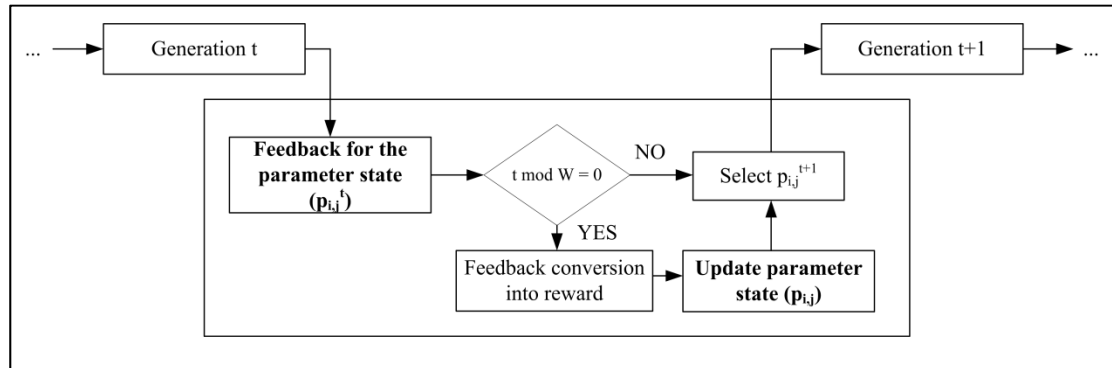 ...
Generation t
Generation t+1
...
Feedback for the
parameter state
(pᵢ,ⱼᵗ)
t mod W = 0
NO
Select pᵢ,ⱼᵗ⁺¹
YES
Feedback conversion
into reward
Update parameter
state (pᵢ,ⱼ)